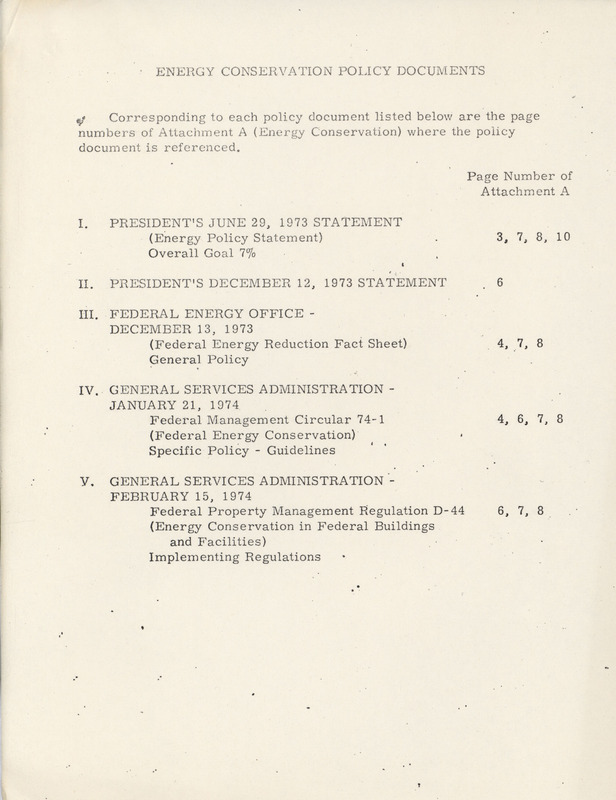 ENERGY CONSERVATION POLICY DOCUMENTS
Corresponding to each policy document listed below are the page
numbers of Attachment A (Energy Conservation) where the policy
document is referenced.
Page Number of
Attachment A
I. PRESIDENT'S JUNE 29, 1973 STATEMENT
(Energy Policy Statement) 3, 7, 8, 10
Overall Goal 7%
II. PRESIDENT'S DECEMBER 12, 1973 STATEMENT 6
III. FEDERAL ENERGY OFFICE -
DECEMBER 13, 1973
(Federal Energy Reduction Fact Sheet) 4, 7, 8
General Policy
IV. GENERAL SERVICES ADMINISTRATION -
JANUARY 21, 1974
Federal Management Circular 74-1 4, 6, 7, 8
(Federal Energy Conservation)
Specific Policy - Guidelines
V. GENERAL SERVICES ADMINISTRATION -
FEBRUARY 15, 1974
Federal Property Management Regulation D-44 6, 7, 8
(Energy Conservation in Federal Buildings
and Facilities)
Implementing Regulations